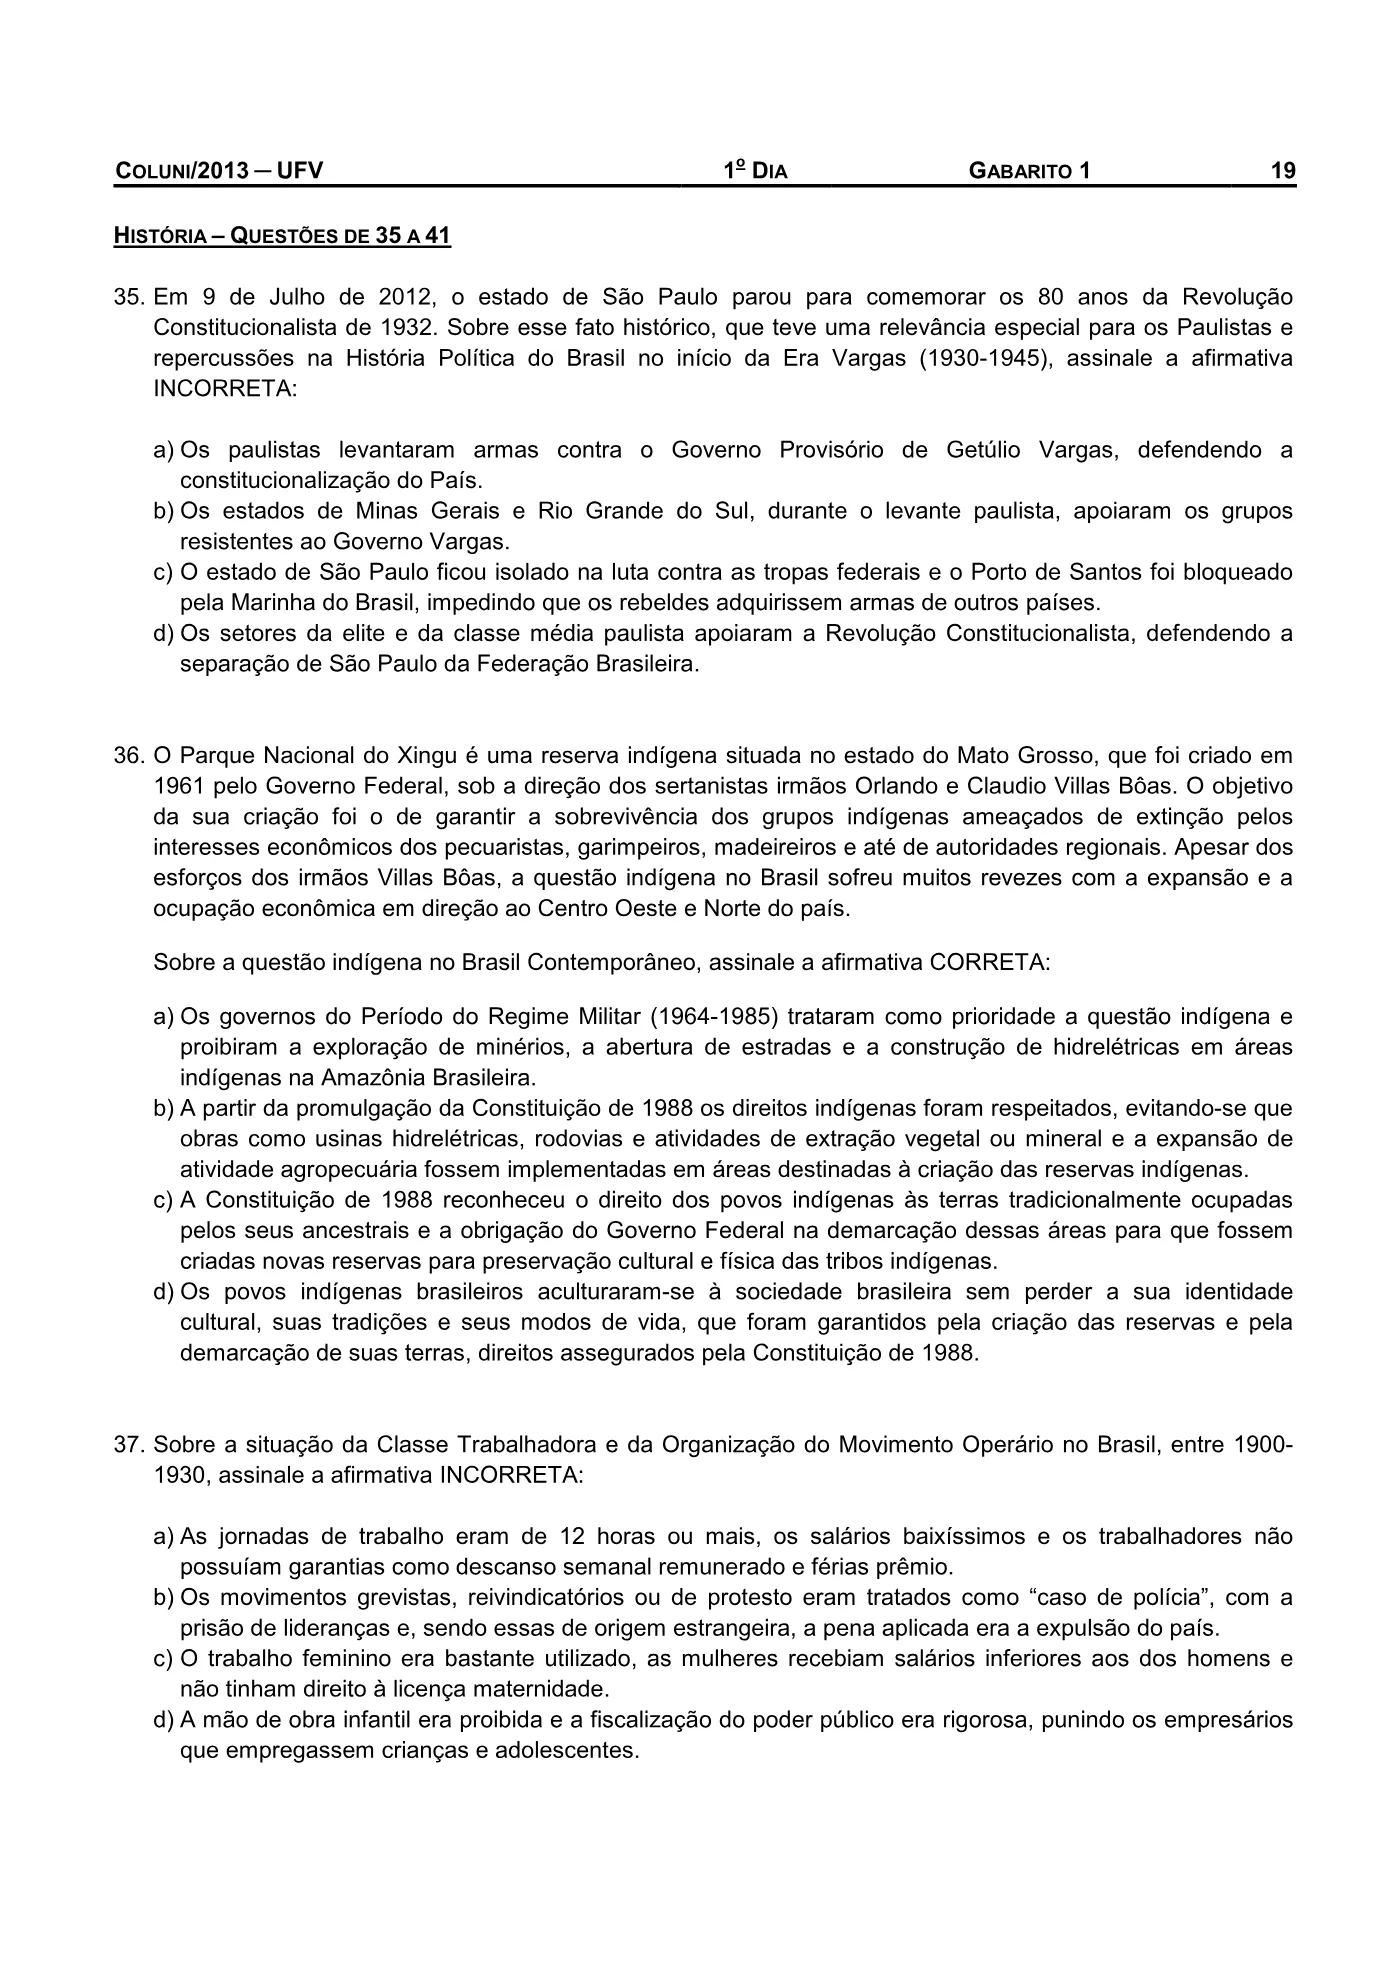 COLUNI/2013 — UFV 1º DIA GABARITO 1 19
HISTÓRIA – QUESTÕES DE 35 A 41
35. Em 9 de Julho de 2012, o estado de São Paulo parou para comemorar os 80 anos da Revolução
Constitucionalista de 1932. Sobre esse fato histórico, que teve uma relevância especial para os Paulistas e
repercussões na História Política do Brasil no início da Era Vargas (1930-1945), assinale a afirmativa
INCORRETA:
a) Os paulistas levantaram armas contra o Governo Provisório de Getúlio Vargas, defendendo a
constitucionalização do País.
b) Os estados de Minas Gerais e Rio Grande do Sul, durante o levante paulista, apoiaram os grupos
resistentes ao Governo Vargas.
c) O estado de São Paulo ficou isolado na luta contra as tropas federais e o Porto de Santos foi bloqueado
pela Marinha do Brasil, impedindo que os rebeldes adquirissem armas de outros países.
d) Os setores da elite e da classe média paulista apoiaram a Revolução Constitucionalista, defendendo a
separação de São Paulo da Federação Brasileira.
36. O Parque Nacional do Xingu é uma reserva indígena situada no estado do Mato Grosso, que foi criado em
1961 pelo Governo Federal, sob a direção dos sertanistas irmãos Orlando e Claudio Villas Bôas. O objetivo
da sua criação foi o de garantir a sobrevivência dos grupos indígenas ameaçados de extinção pelos
interesses econômicos dos pecuaristas, garimpeiros, madeireiros e até de autoridades regionais. Apesar dos
esforços dos irmãos Villas Bôas, a questão indígena no Brasil sofreu muitos revezes com a expansão e a
ocupação econômica em direção ao Centro Oeste e Norte do país.
Sobre a questão indígena no Brasil Contemporâneo, assinale a afirmativa CORRETA:
a) Os governos do Período do Regime Militar (1964-1985) trataram como prioridade a questão indígena e
proibiram a exploração de minérios, a abertura de estradas e a construção de hidrelétricas em áreas
indígenas na Amazônia Brasileira.
b) A partir da promulgação da Constituição de 1988 os direitos indígenas foram respeitados, evitando-se que
obras como usinas hidrelétricas, rodovias e atividades de extração vegetal ou mineral e a expansão de
atividade agropecuária fossem implementadas em áreas destinadas à criação das reservas indígenas.
c) A Constituição de 1988 reconheceu o direito dos povos indígenas às terras tradicionalmente ocupadas
pelos seus ancestrais e a obrigação do Governo Federal na demarcação dessas áreas para que fossem
criadas novas reservas para preservação cultural e física das tribos indígenas.
d) Os povos indígenas brasileiros aculturaram-se à sociedade brasileira sem perder a sua identidade
cultural, suas tradições e seus modos de vida, que foram garantidos pela criação das reservas e pela
demarcação de suas terras, direitos assegurados pela Constituição de 1988.
37. Sobre a situação da Classe Trabalhadora e da Organização do Movimento Operário no Brasil, entre 1900-
1930, assinale a afirmativa INCORRETA:
a) As jornadas de trabalho eram de 12 horas ou mais, os salários baixíssimos e os trabalhadores não
possuíam garantias como descanso semanal remunerado e férias prêmio.
b) Os movimentos grevistas, reivindicatórios ou de protesto eram tratados como “caso de polícia”, com a
prisão de lideranças e, sendo essas de origem estrangeira, a pena aplicada era a expulsão do país.
c) O trabalho feminino era bastante utilizado, as mulheres recebiam salários inferiores aos dos homens e
não tinham direito à licença maternidade.
d) A mão de obra infantil era proibida e a fiscalização do poder público era rigorosa, punindo os empresários
que empregassem crianças e adolescentes.